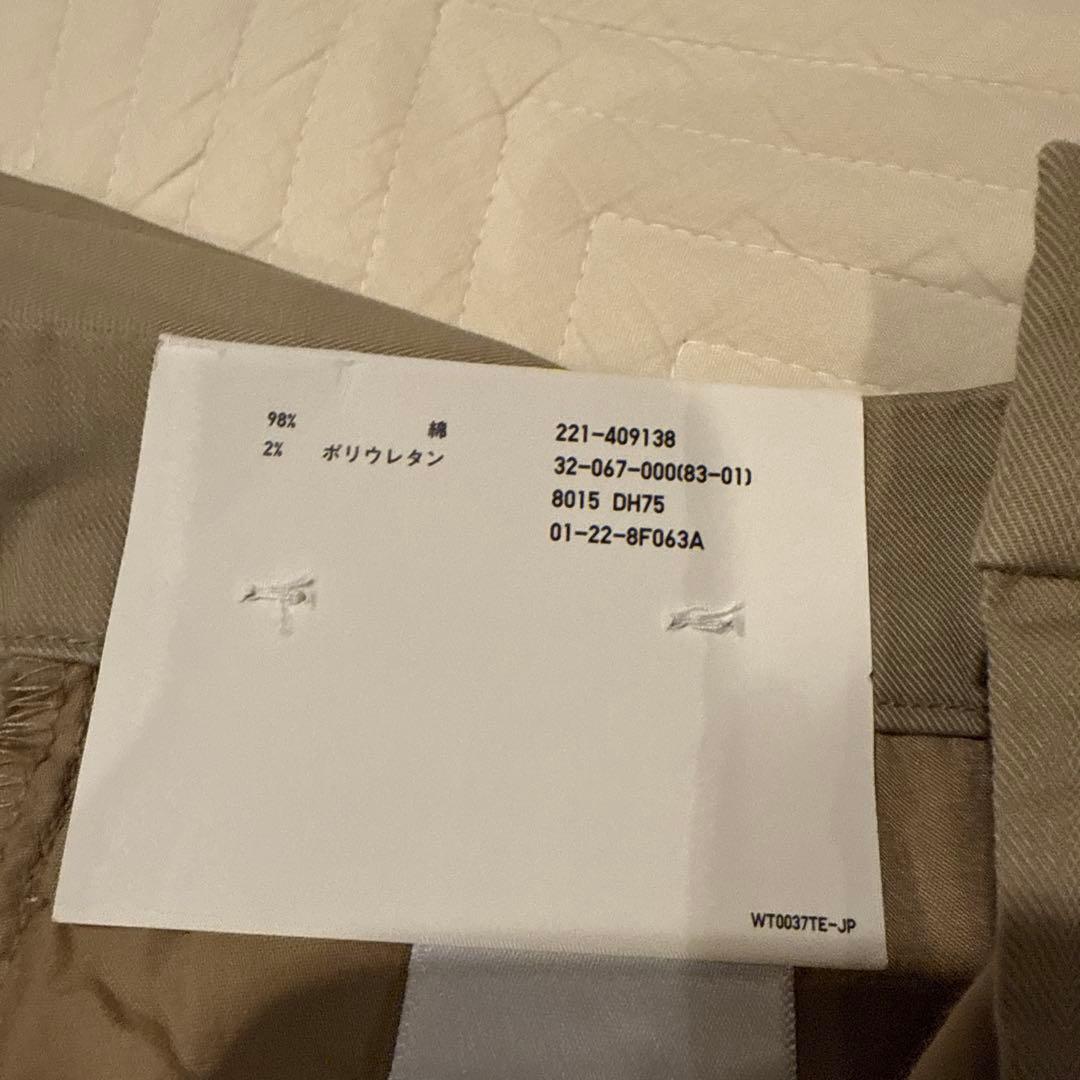 98% 綿
2% ポリウレタン
221-409138
32-067-000(83-01)
8015 DH75
01-22-8F063A
WT0037TE-JP